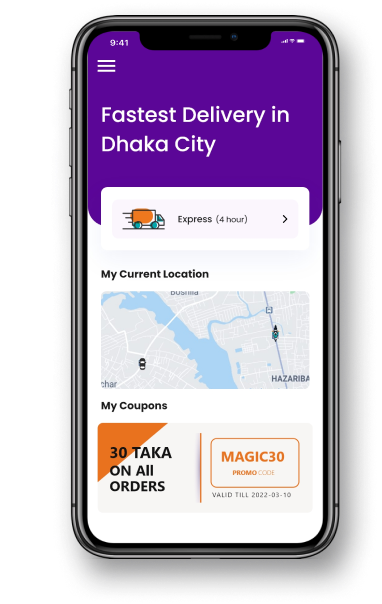 9:41
Fastest Delivery in
Dhaka City
Express (4 hour)
My Current Location
Boshila
HAZARIBA
char
My Coupons
30 TAKA
ON All
ORDERS
MAGIC30
PROMO CODE
VALID TILL 2022-03-10